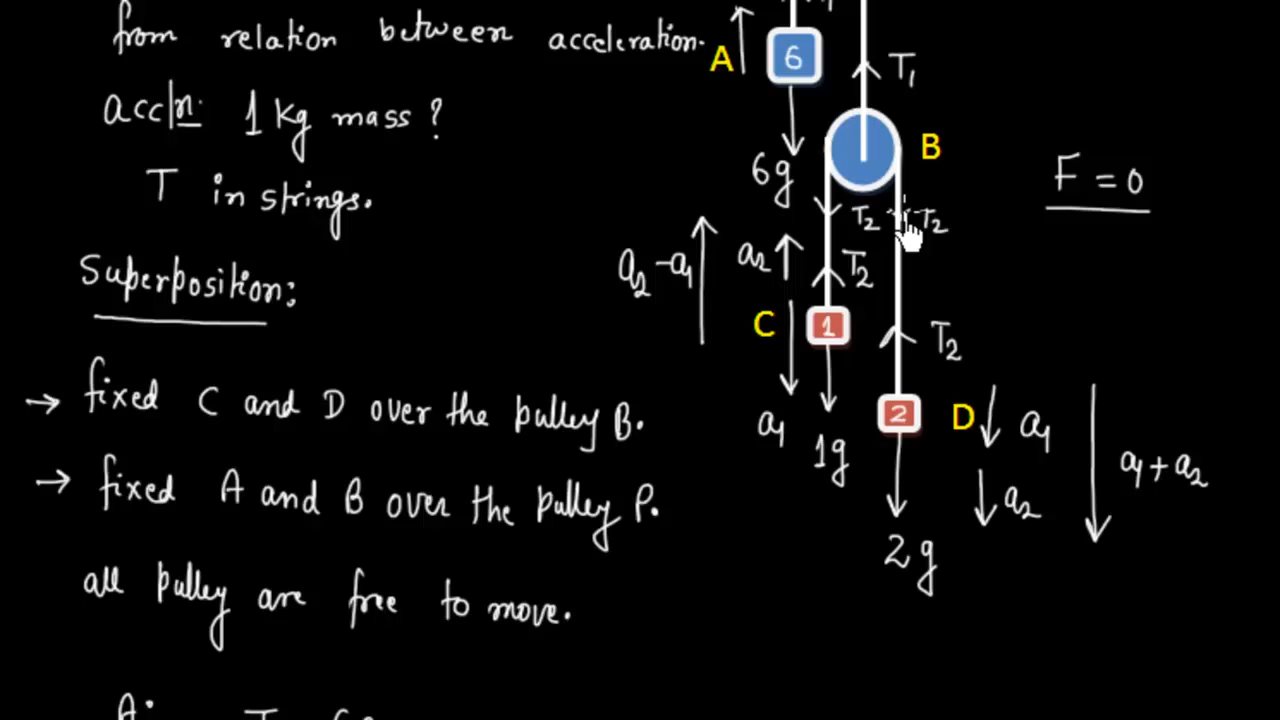 from relation between acceleration.
accln. 1 kg mass ?
T in strings.
Superposition:
→ fixed C and D over the pulley B.
→ fixed A and B over the pulley P.
all pulley are free to move.
A 6
T₁
B
6g
F = 0
T₂ T₂
a₂ - a₁ a₂ T₂
C 1
T₂
a₁ 1g
2 D a₁
a₂ a₁ + a₂
2g